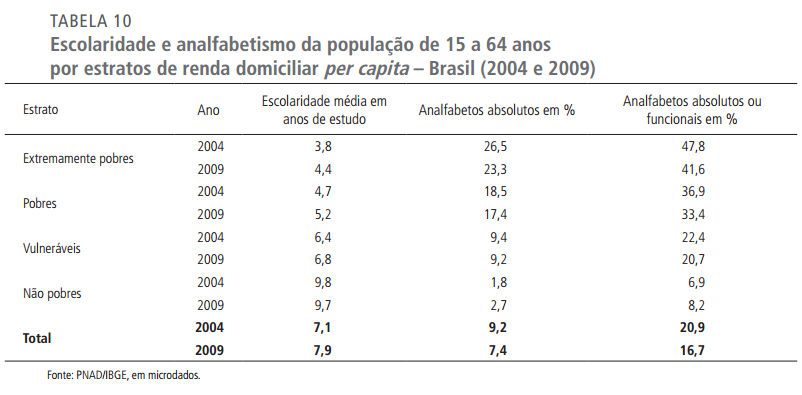 TABELA 10
Escolaridade e analfabetismo da população de 15 a 64 anos
por estratos de renda domiciliar per capita – Brasil (2004 e 2009)
Estrato Ano Escolaridade média em anos de estudo Analfabetos absolutos em % Analfabetos absolutos ou funcionais em %
Extremamente pobres
2004 3,8 26,5 47,8
2009 4,4 23,3 41,6
Pobres
2004 4,7 18,5 36,9
2009 5,2 17,4 33,4
Vulneráveis
2004 6,4 9,4 22,4
2009 6,8 9,2 20,7
Não pobres
2004 9,8 1,8 6,9
2009 9,7 2,7 8,2
Total
2004 7,1 9,2 20,9
2009 7,9 7,4 16,7
Fonte: PNAD/IBGE, em microdados.